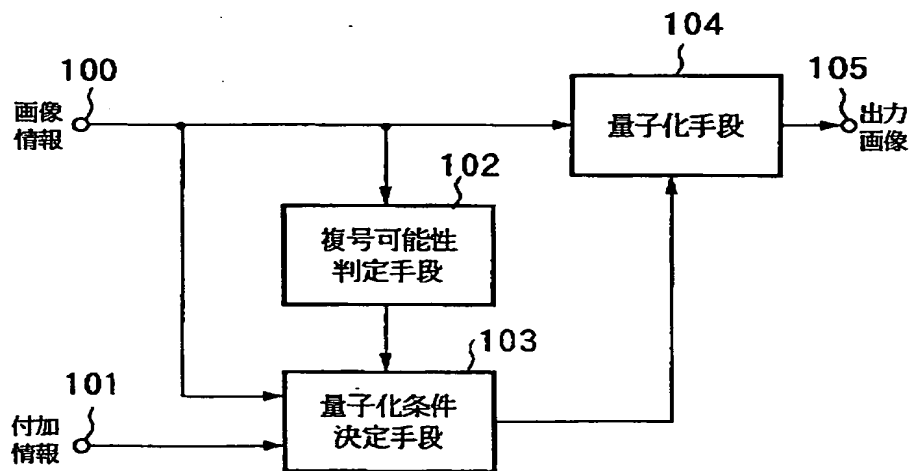 104
100
105
画像
情報
量子化手段
出力
画像
102
復号可能性
判定手段
103
101
量子化条件
決定手段
付加
情報